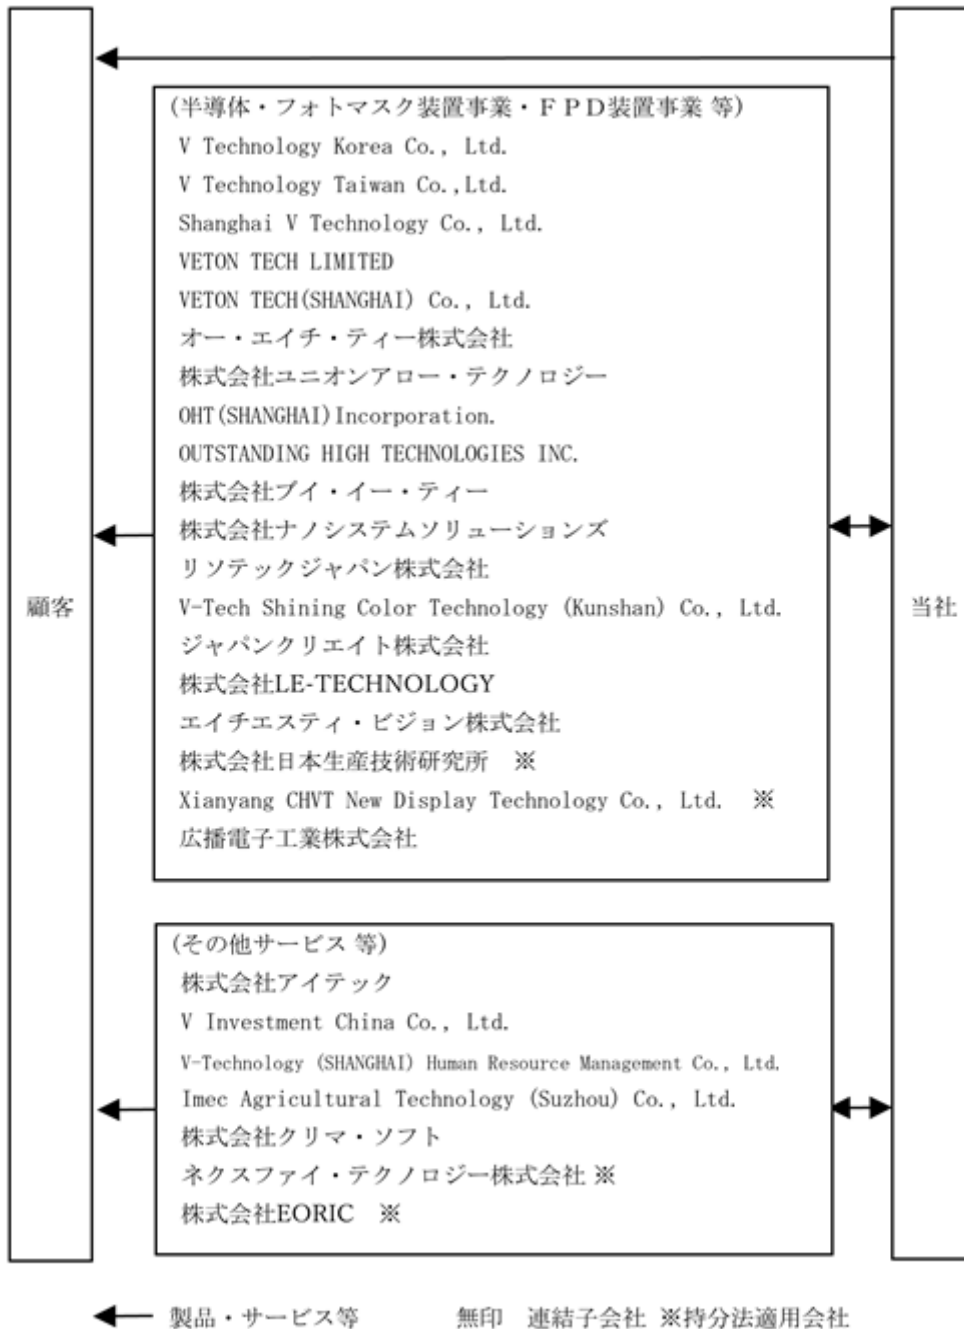 (半導体・フォトマスク装置事業・ＦＰＤ装置事業 等)
V Technology Korea Co., Ltd.
V Technology Taiwan Co.,Ltd.
Shanghai V Technology Co., Ltd.
VETON TECH LIMITED
VETON TECH(SHANGHAI) Co., Ltd.
オー・エイチ・ティー株式会社
株式会社ユニオンアロー・テクノロジー
OHT(SHANGHAI)Incorporation.
OUTSTANDING HIGH TECHNOLOGIES INC.
株式会社ブイ・イー・ティー
株式会社ナノシステムソリューションズ
リソテックジャパン株式会社
V-Tech Shining Color Technology (Kunshan) Co., Ltd.
ジャパンクリエイト株式会社
株式会社LE-TECHNOLOGY
エイチエスティ・ビジョン株式会社
株式会社日本生産技術研究所 ※
Xianyang CHVT New Display Technology Co., Ltd. ※
広播電子工業株式会社
顧客
当社
(その他サービス 等)
株式会社アイテック
V Investment China Co., Ltd.
V-Technology (SHANGHAI) Human Resource Management Co., Ltd.
Imec Agricultural Technology (Suzhou) Co., Ltd.
株式会社クリマ・ソフト
ネクスファイ・テクノロジー株式会社 ※
株式会社EORIC ※
製品・サービス等 無印 連結子会社 ※持分法適用会社